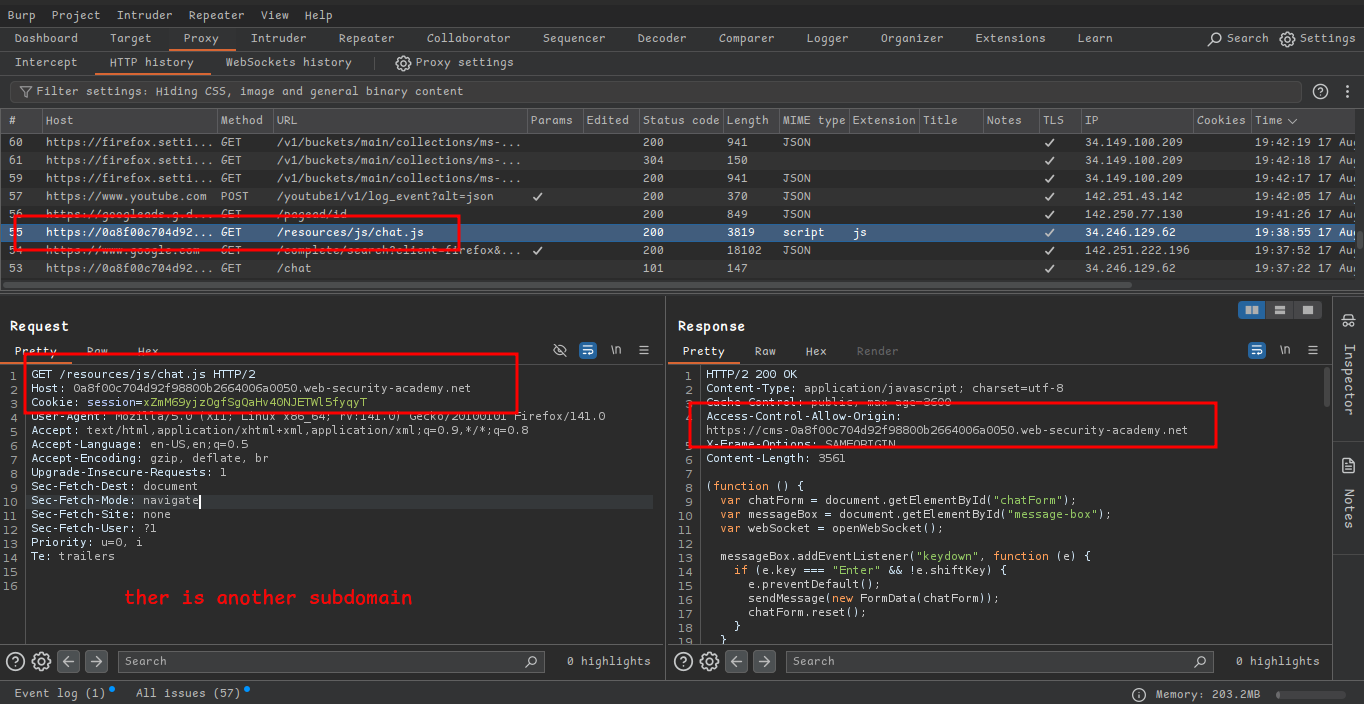 Burp Project Intruder Repeater View Help
Dashboard Target Proxy Intruder Repeater Collaborator Sequencer Decoder Comparer Logger Organizer Extensions Learn Search Settings
Intercept HTTP history WebSockets history Proxy settings
Filter settings: Hiding CSS, image and general binary content
# Host Method URL Params Edited Status code Length MIME type Extension Title Notes TLS IP Cookies Time
60 https://firefox.setti... GET /v1/buckets/main/collections/ms-... 200 941 JSON ✓ 34.149.100.209 19:42:19 17 Au
61 https://firefox.setti... GET /v1/buckets/main/collections/ms-... 304 150 ✓ 34.149.100.209 19:42:18 17 Au
59 https://firefox.setti... GET /v1/buckets/main/collections/ms-... 200 941 JSON ✓ 34.149.100.209 19:42:17 17 Au
57 https://www.youtube.com POST /youtubei/v1/log_event?alt=json ✓ 200 370 JSON ✓ 142.251.43.142 19:42:05 17 Au
56 https://googleads.g.d... GET /pagead/id 200 849 JSON ✓ 142.250.77.130 19:41:26 17 Au
55 https://0a8f00c704d92... GET /resources/js/chat.js 200 3819 script js ✓ 34.246.129.62 19:38:55 17 Au
54 https://www.google.com GET /complete/search?client=firefox&... ✓ 200 18102 JSON ✓ 142.251.222.196 19:37:52 17 Au
53 https://0a8f00c704d92... GET /chat 101 147 ✓ 34.246.129.62 19:37:22 17 Au
Request
Pretty Raw Hex \n
1 GET /resources/js/chat.js HTTP/2
2 Host: 0a8f00c704d92f98800b2664006a0050.web-security-academy.net
3 Cookie: session=xZmM69yjzOgfSgQaHv4ONJETWl5fyqyT
4 User-Agent: Mozilla/5.0 (X11; Linux x86_64; rv:141.0) Gecko/20100101 Firefox/141.0
5 Accept: text/html,application/xhtml+xml,application/xml;q=0.9,*/*;q=0.8
6 Accept-Language: en-US,en;q=0.5
7 Accept-Encoding: gzip, deflate, br
8 Upgrade-Insecure-Requests: 1
9 Sec-Fetch-Dest: document
10 Sec-Fetch-Mode: navigate
11 Sec-Fetch-Site: none
12 Sec-Fetch-User: ?1
13 Priority: u=0, i
14 Te: trailers
15
16
ther is another subdomain
Search 0 highlights
Response
Pretty Raw Hex Render \n
1 HTTP/2 200 OK
2 Content-Type: application/javascript; charset=utf-8
3 Cache-Control: public, max-age=3600
4 Access-Control-Allow-Origin:
https://cms-0a8f00c704d92f98800b2664006a0050.web-security-academy.net
5 X-Frame-Options: SAMEORIGIN
6 Content-Length: 3561
7
8 (function () {
9 var chatForm = document.getElementById("chatForm");
10 var messageBox = document.getElementById("message-box");
11 var webSocket = openWebSocket();
12
13 messageBox.addEventListener("keydown", function (e) {
14 if (e.key === "Enter" && !e.shiftKey) {
15 e.preventDefault();
16 sendMessage(new FormData(chatForm));
17 chatForm.reset();
18 }
19 }
Search 0 highlights
Inspector
Notes
Event log (1) All issues (57) Memory: 203.2MB